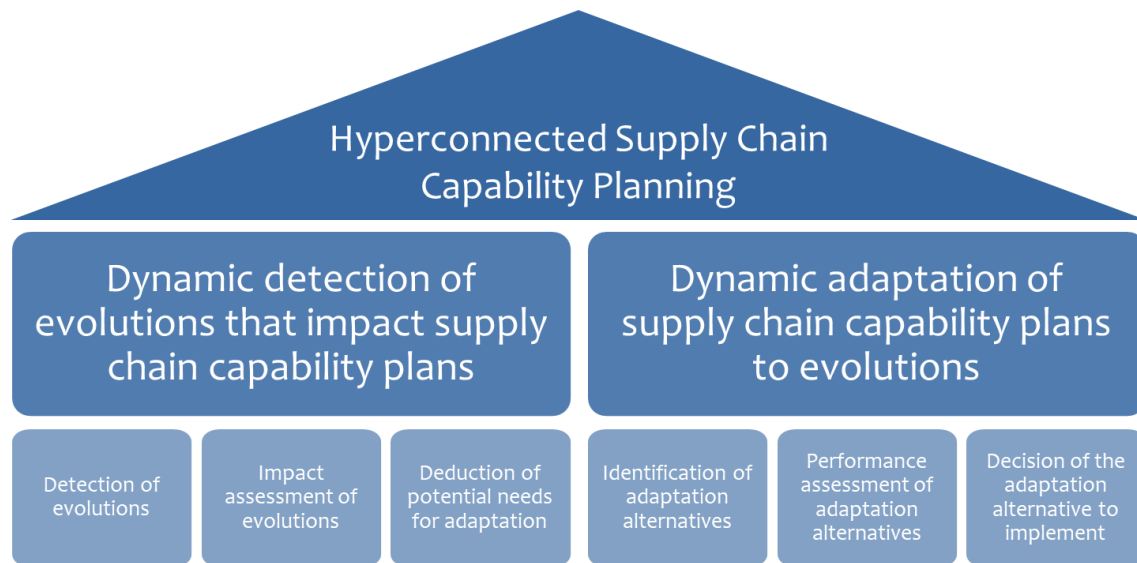 Hyperconnected Supply Chain
Capability Planning
Dynamic detection of
evolutions that impact supply
chain capability plans
Dynamic adaptation of
supply chain capability plans
to evolutions
Detection of
evolutions
Impact
assessment of
evolutions
Deduction of
potential needs
for adaptation
Identification of
adaptation
alternatives
Performance
assessment of
adaptation
alternatives
Decision of the
adaptation
alternative to
implement